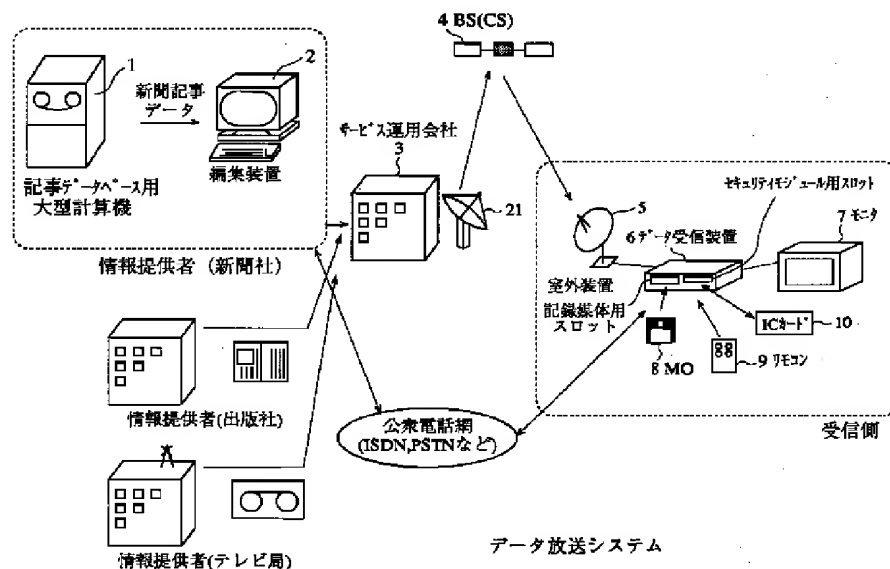 4 BS(CS)
1
2
新聞記事
データ
編集装置
記事データベース用
大型計算機
情報提供者 (新聞社)
サービス運用会社
3
21
セキュリティモジュール用スロット
5
6データ受信装置
7 モニタ
室外装置
記録媒体用
スロット
ICカード
10
8 MO
9 リモコン
受信側
情報提供者(出版社)
公衆電話網
(ISDN,PSTNなど)
情報提供者(テレビ局)
データ放送システム